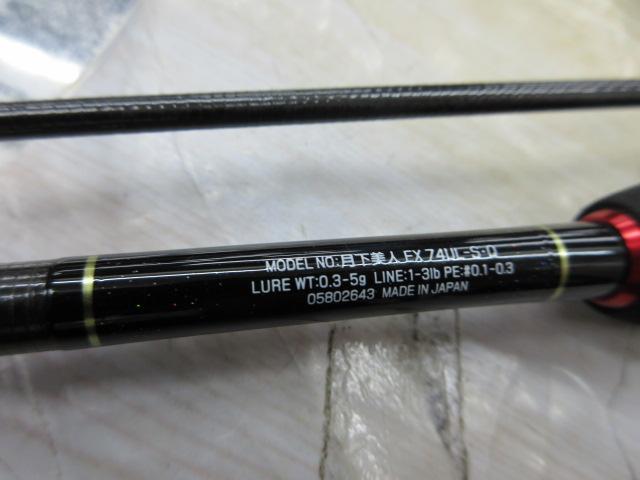 MODEL NO:月下美人 EX 74UL-S・Q
LURE WT:0.3-5g LINE:1-3lb PE:#0.1-0.3
05802643 MADE IN JAPAN